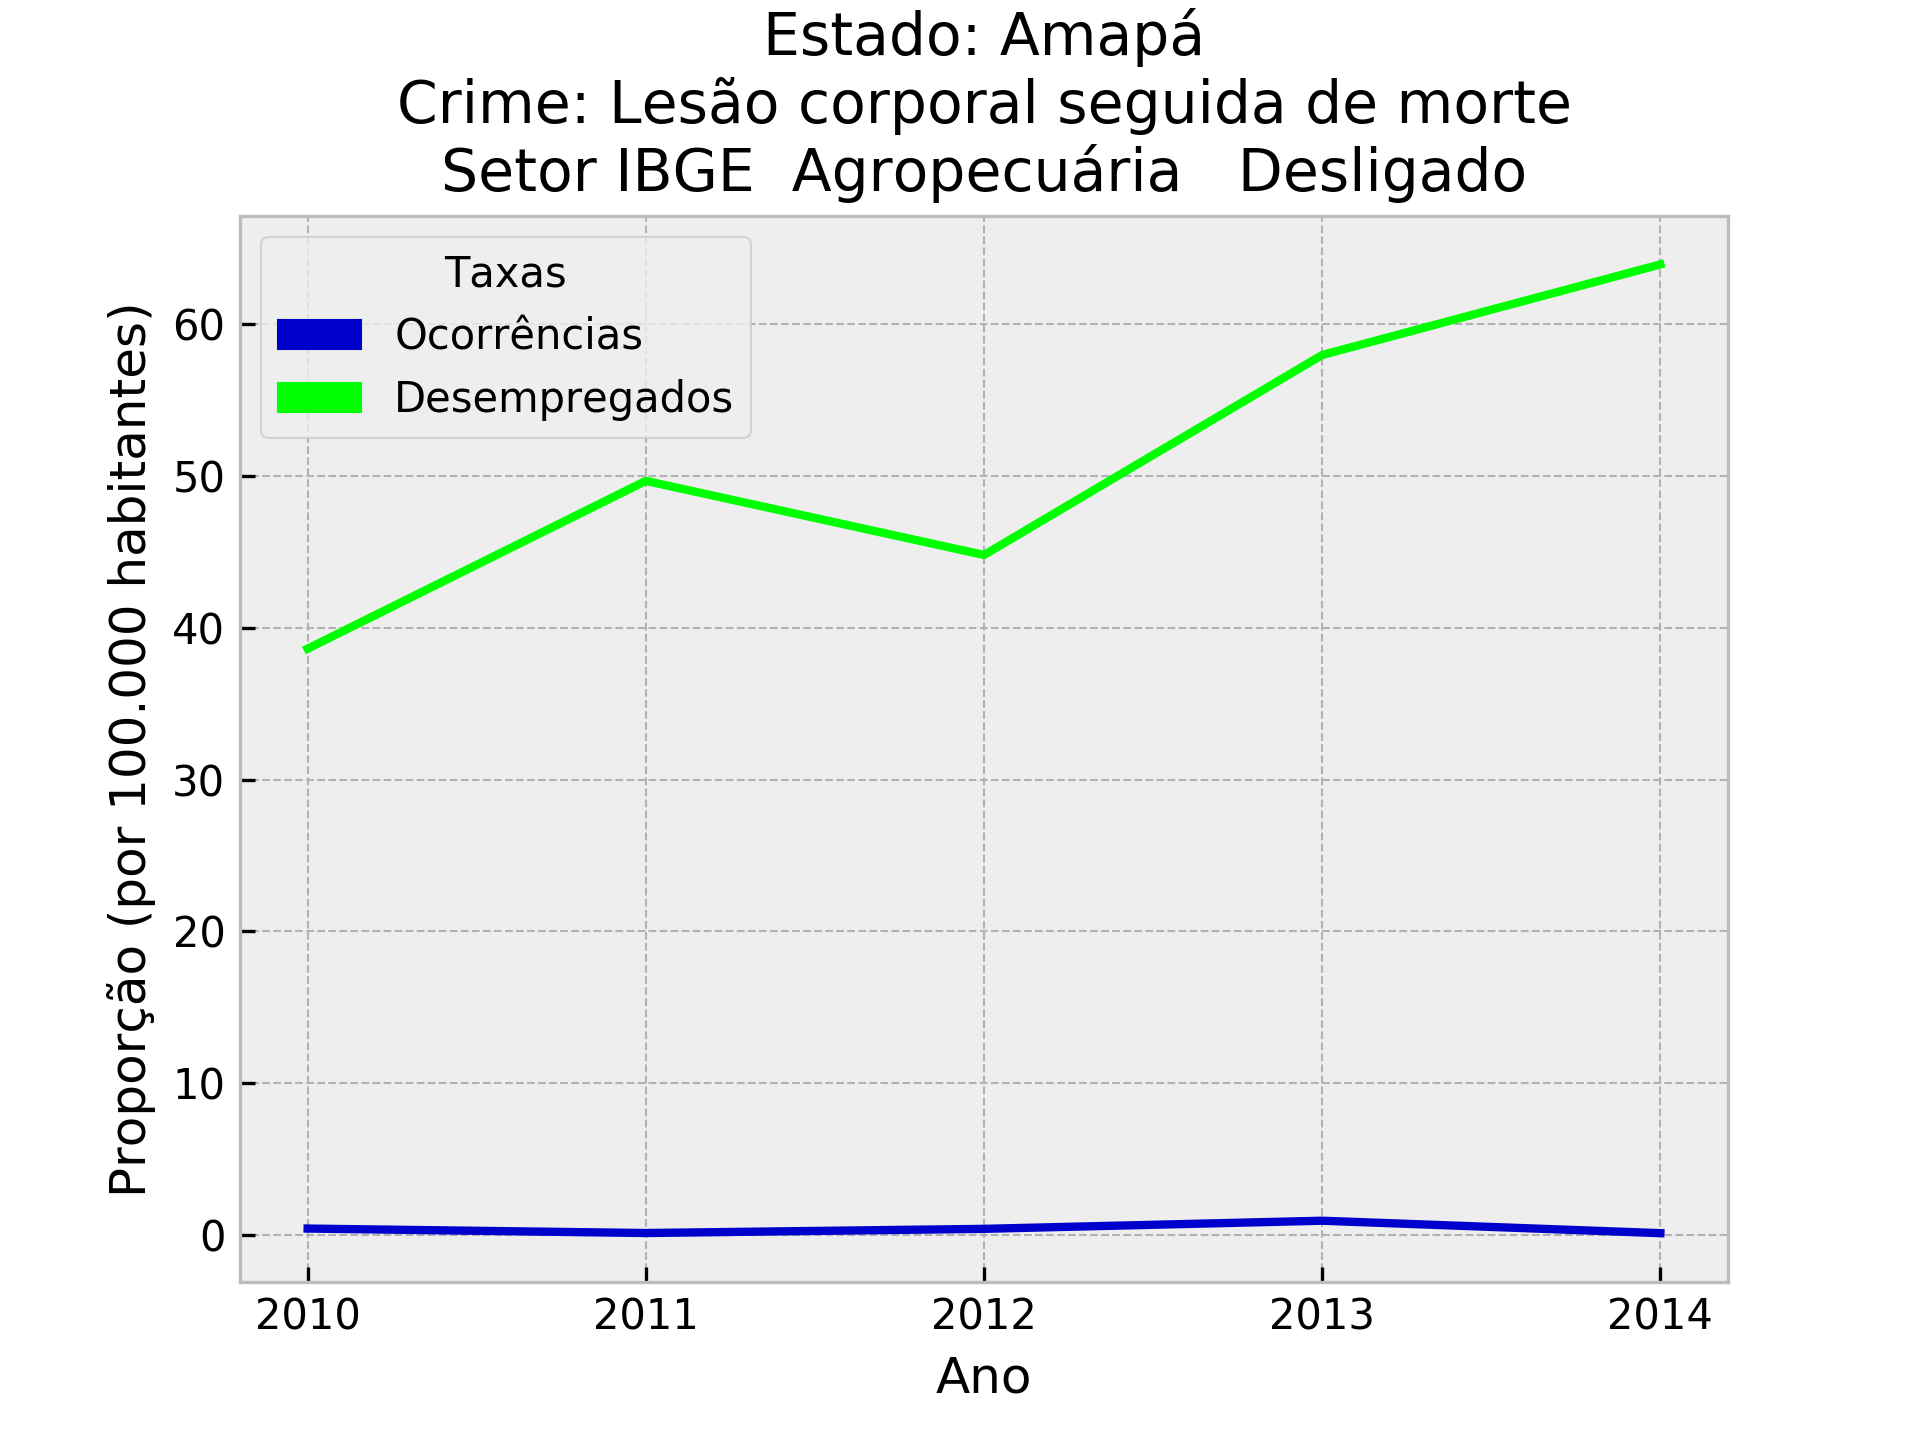 Estado: Amapá
Crime: Lesão corporal seguida de morte
Setor IBGE  Agropecuária   Desligado
Taxas
Ocorrências
Desempregados
Proporção (por 100.000 habitantes)
60
50
40
30
20
10
0
2010 2011 2012 2013 2014
Ano